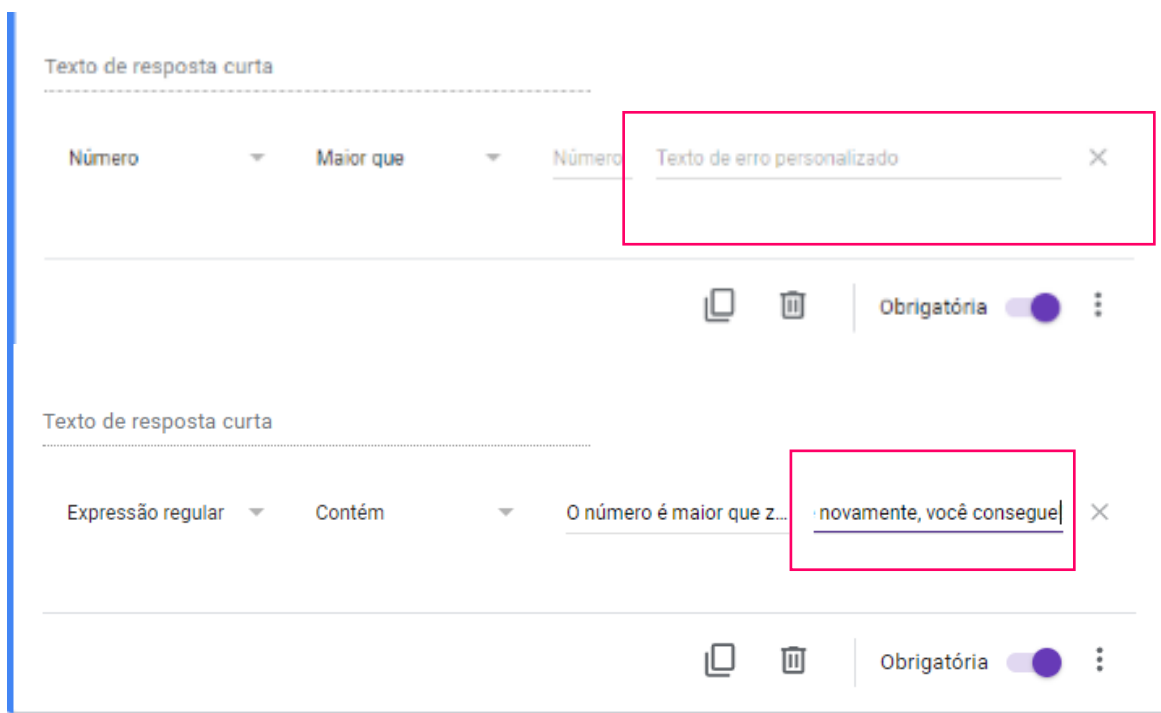 Texto de resposta curta
Número Maior que Número Texto de erro personalizado
Obrigatória
Texto de resposta curta
Expressão regular Contém O número é maior que z... novamente, você consegue
Obrigatória